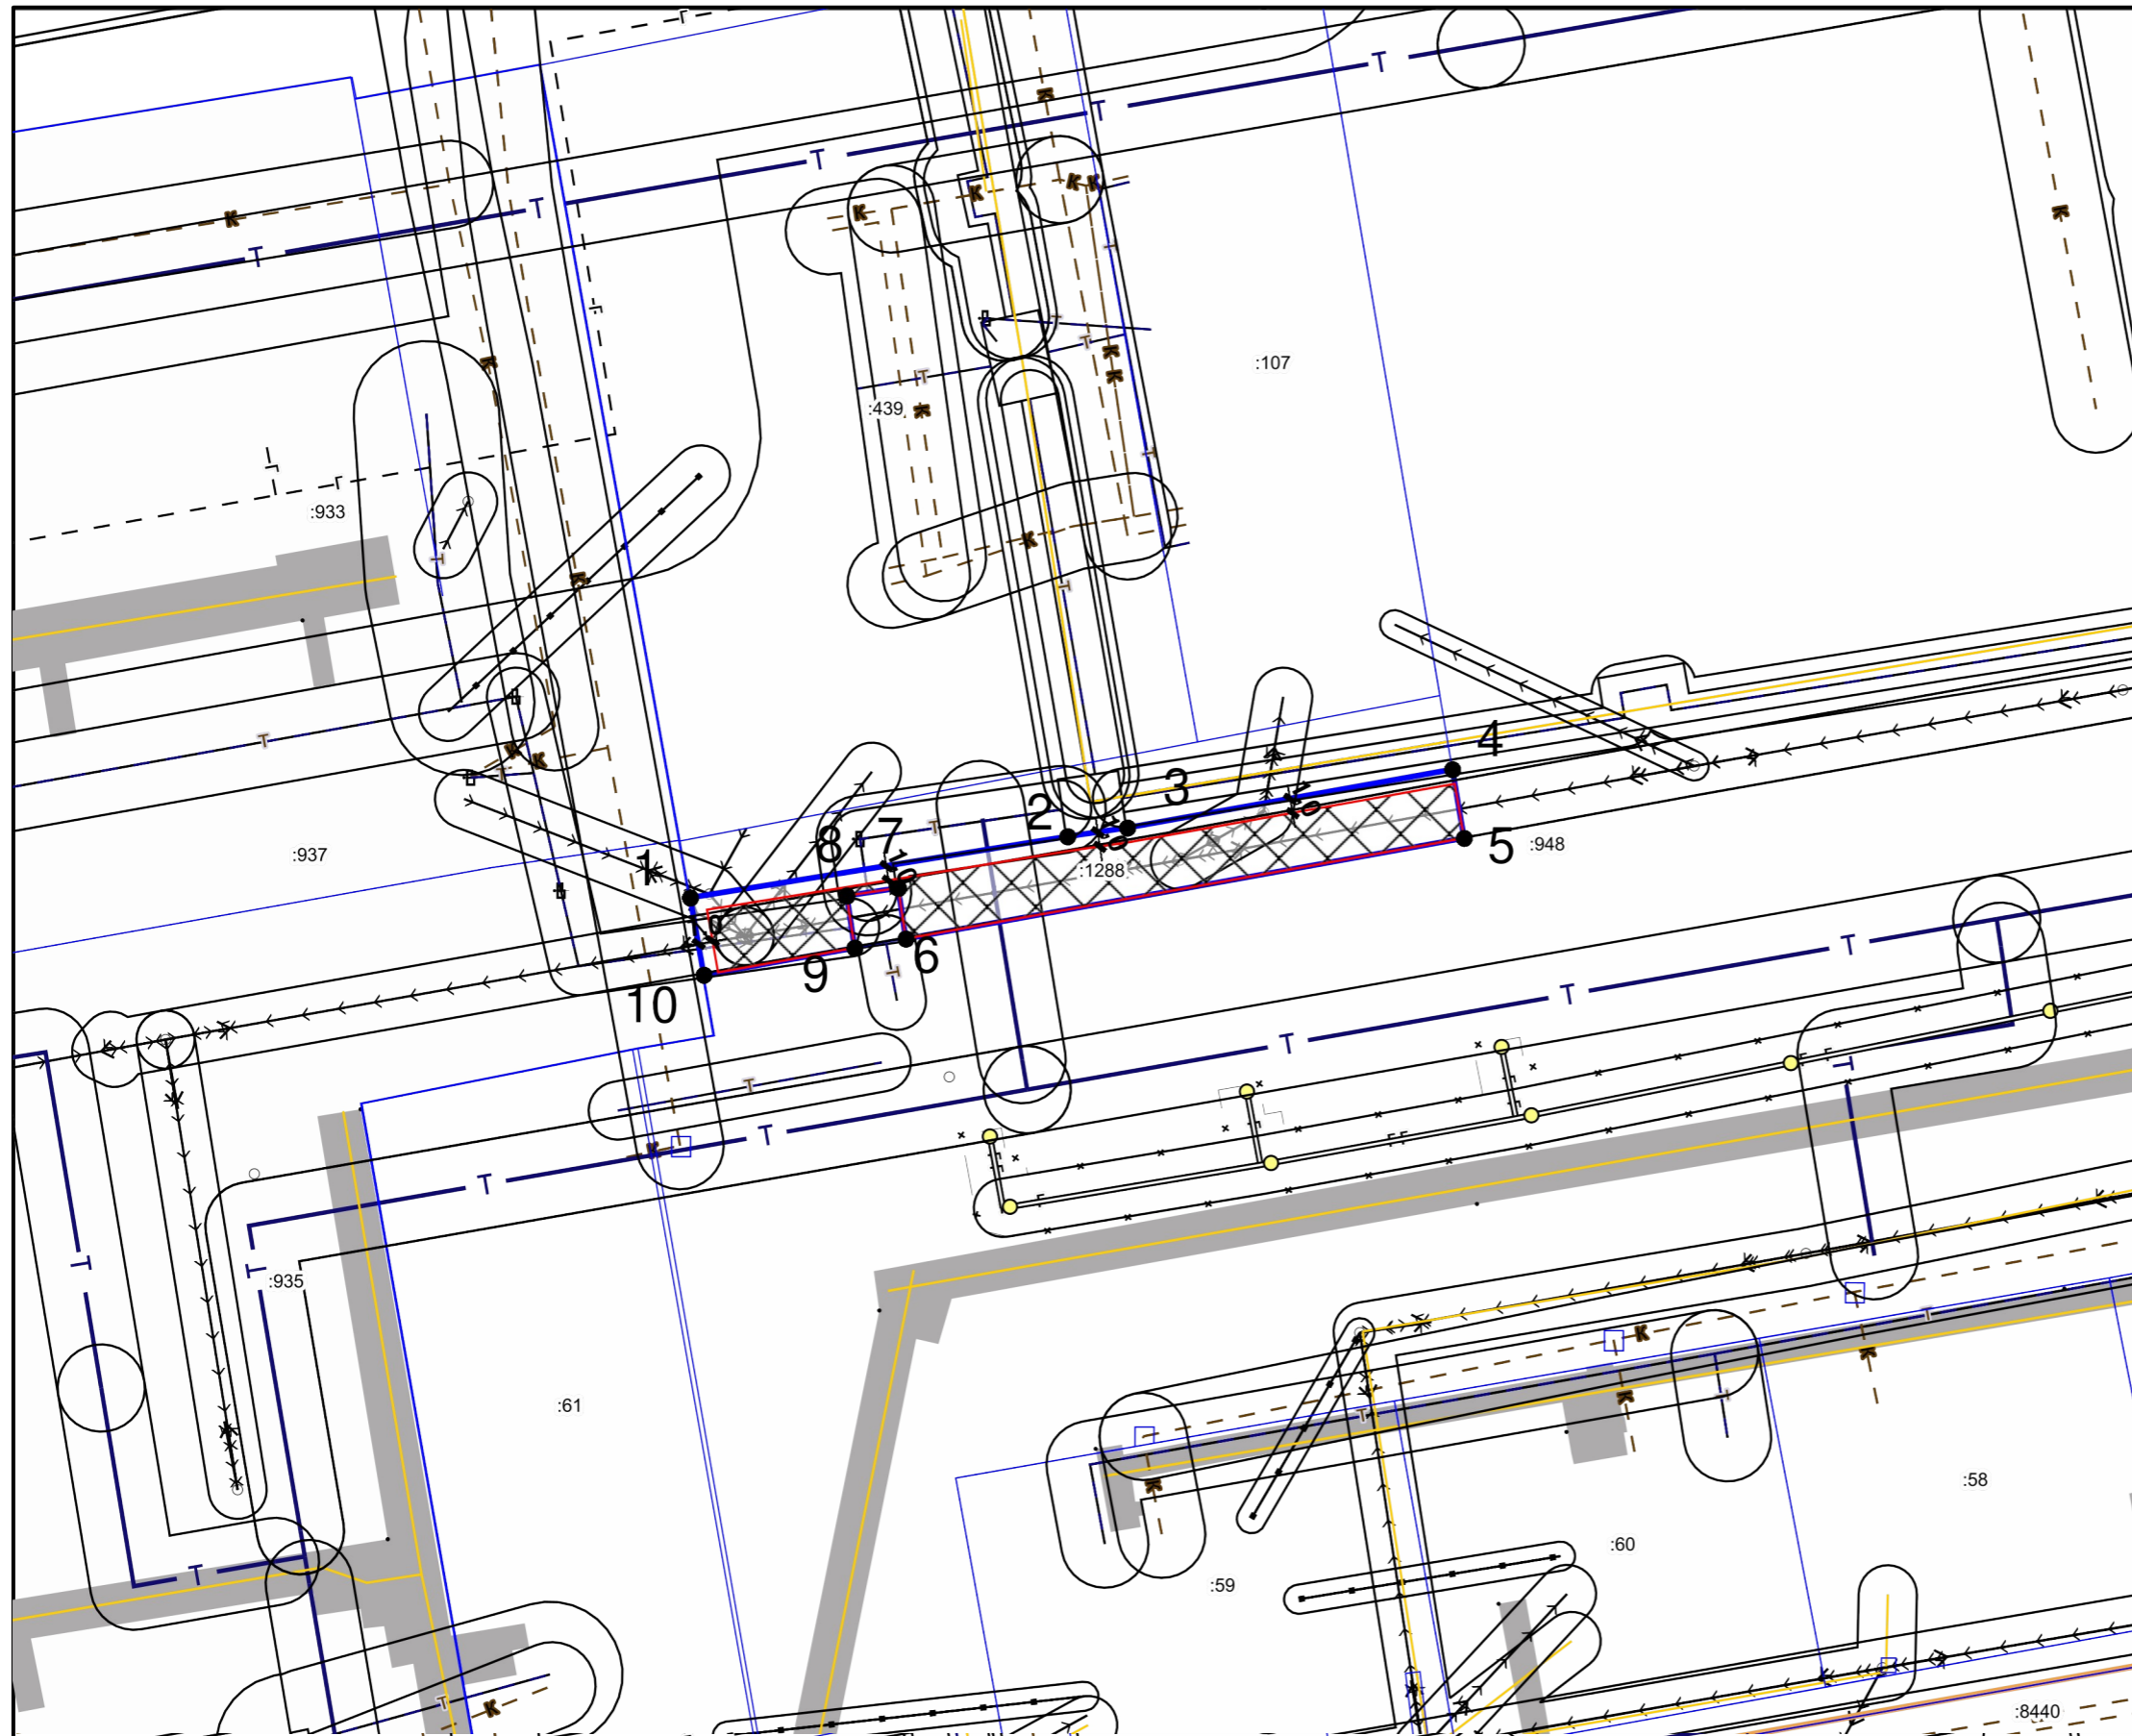 Т
Т
Т
К
К
К
К К
К
Т
К
Т
Т
К
Т
Т
Т
К
К
:107
Т
:439
К
Т
:933
Т
К
К
Т
Т
К К
Т
4
3
2
Т
7
8
5
:948
:937
1
:1288
6
9
Т
10
Т
Т
Т
Т
Т
Т
К
Т
Т
Т
Т
:935
Т
К
К
К
:61
Т
Т
К
:58
:60
:59
Т
Т
К
:8440